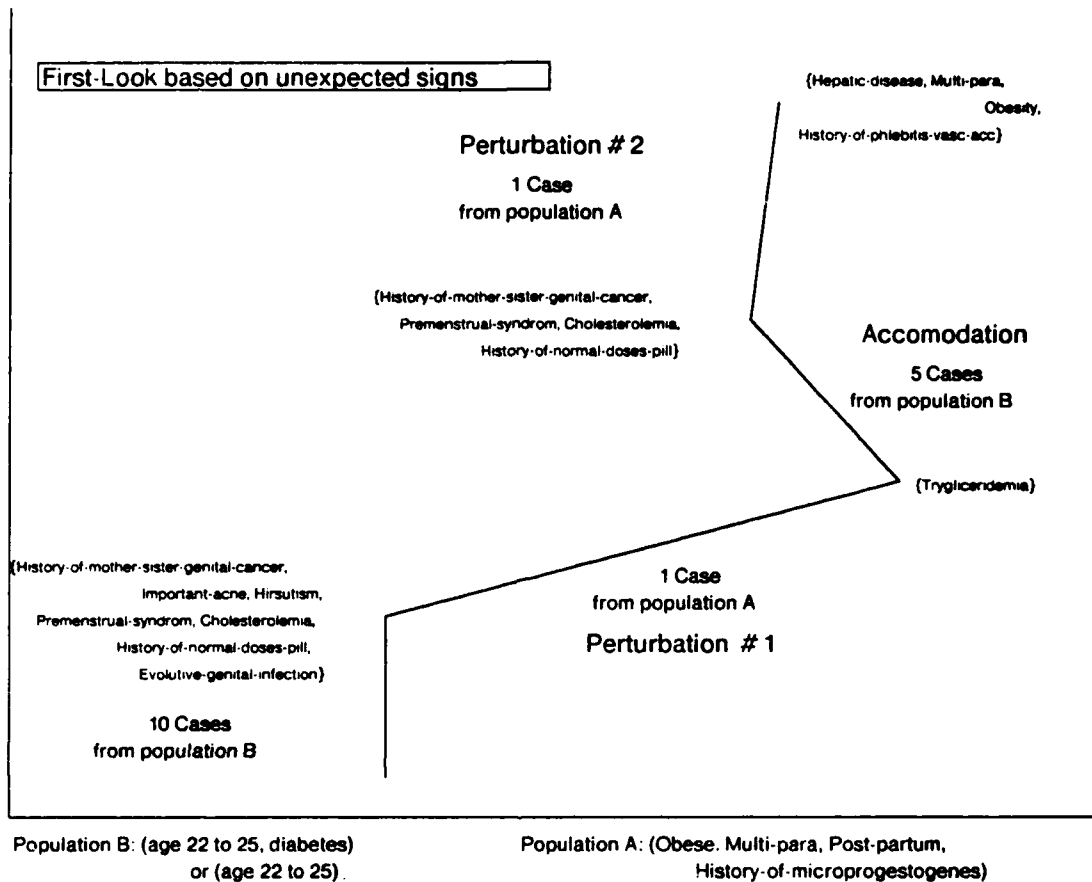 First-Look based on unexpected signs
{Hepatic-disease, Multi-para,
Obesity,
History-of-phlebitis-vasc-acc}
Perturbation # 2
1 Case
from population A
{History-of-mother-sister-genital-cancer,
Premenstrual-syndrom, Cholesterolemia,
History-of-normal-doses-pill}
Accomodation
5 Cases
from population B
{Trygliceridemia}
{History-of-mother-sister-genital-cancer,
Important-acne, Hirsutism,
Premenstrual-syndrom, Cholesterolemia,
History-of-normal-doses-pill,
Evolutive-genital-infection}
1 Case
from population A
Perturbation # 1
10 Cases
from population B
Population B: (age 22 to 25, diabetes)
or (age 22 to 25).
Population A: (Obese. Multi-para, Post-partum,
History-of-microprogestogenes)